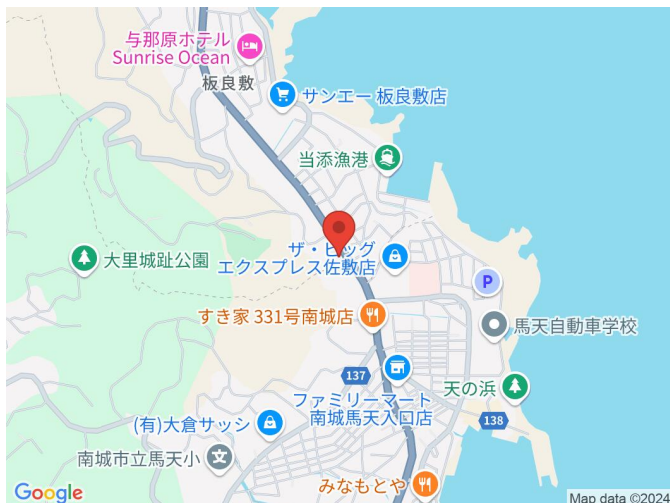 与那原ホテル
Sunrise Ocean
板良敷
サンエー 板良敷店
当添漁港
ザ・ビッグ
エクスプレス佐敷店
大里城趾公園
P
すき家 331号南城店
馬天自動車学校
137
ファミリーマート
南城馬天入口店
天の浜
138
(有)大倉サッシ
南城市立馬天小
文
みなもとや
Google
Map data ©2024